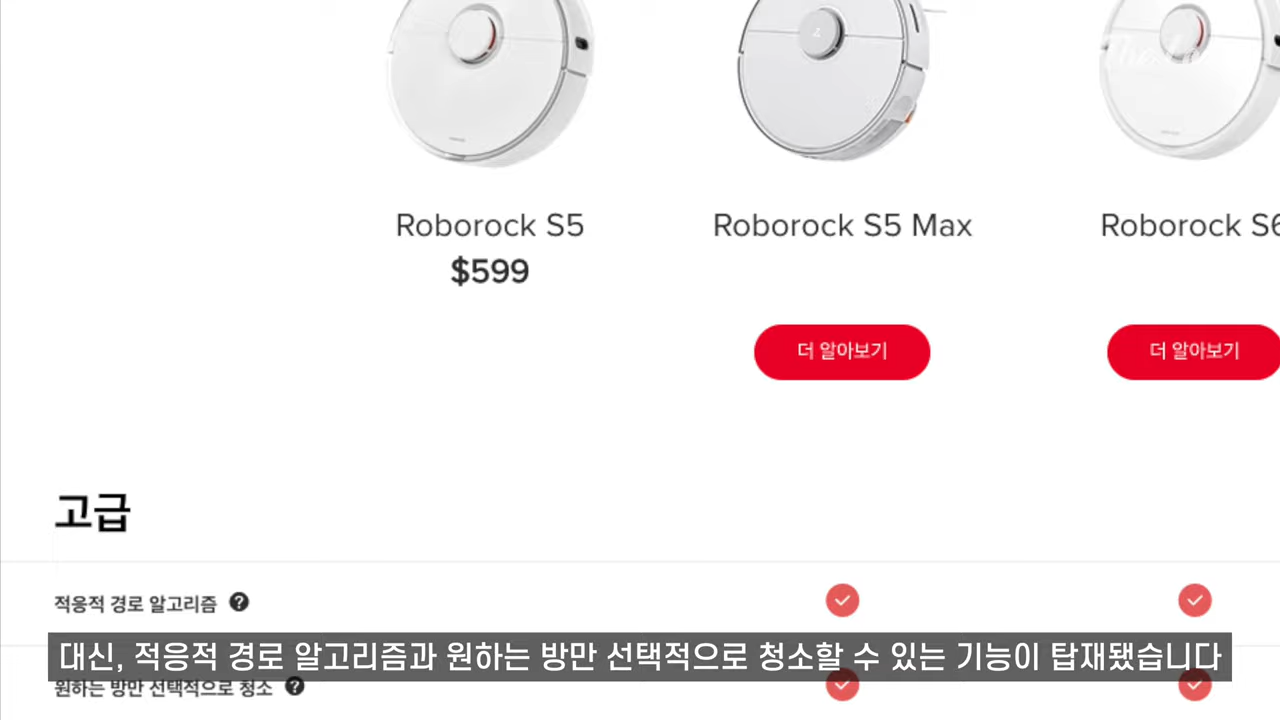 Roborock S5
Roborock S5 Max
Roborock S6
$599
더 알아보기
더 알아보기
고급
적응적 경로 알고리즘 ?
대신, 적응적 경로 알고리즘과 원하는 방만 선택적으로 청소할 수 있는 기능이 탑재됐습니다
원하는 방만 선택적으로 청소 ?